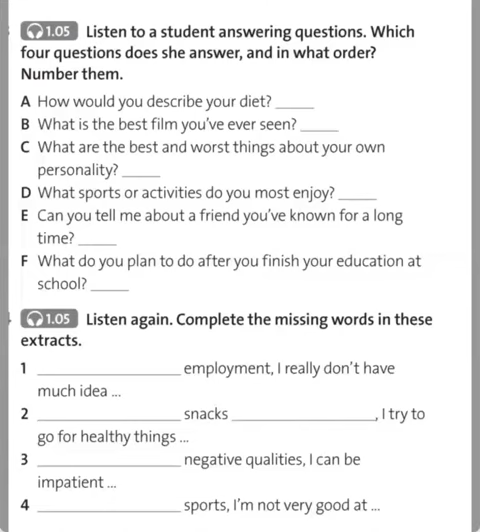 1.05 Listen to a student answering questions. Which
four questions does she answer, and in what order?
Number them.
A How would you describe your diet? _____
B What is the best film you've ever seen? _____
C What are the best and worst things about your own
personality? _____
D What sports or activities do you most enjoy? _____
E Can you tell me about a friend you've known for a long
time? _____
F What do you plan to do after you finish your education at
school? _____
1.05 Listen again. Complete the missing words in these
extracts.
1 _____ employment, I really don't have
much idea ...
2 _____ snacks _____, I try to
go for healthy things ...
3 _____ negative qualities, I can be
impatient ...
4 _____ sports, I'm not very good at ...